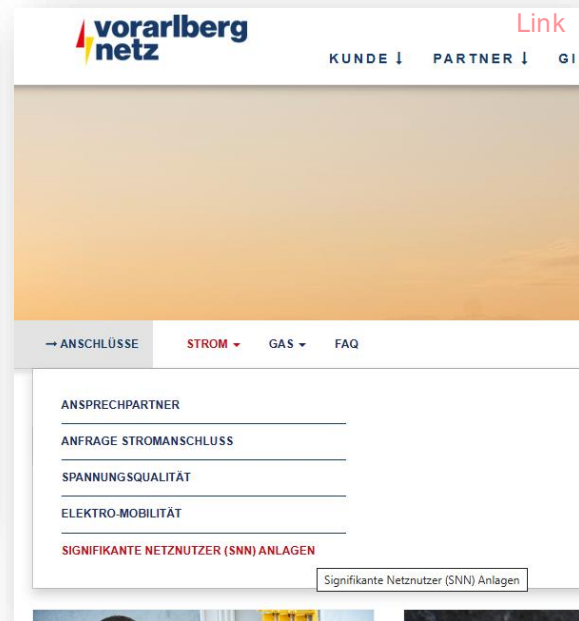 vorarlberg
netz
Link
KUNDE ↓ PARTNER ↓ GI
→ ANSCHLÜSSE STROM ▾ GAS ▾ FAQ
ANSPRECHPARTNER
ANFRAGE STROMANSCHLUSS
SPANNUNGSQUALITÄT
ELEKTRO-MOBILITÄT
SIGNIFIKANTE NETZNUTZER (SNN) ANLAGEN
Signifikante Netznutzer (SNN) Anlagen